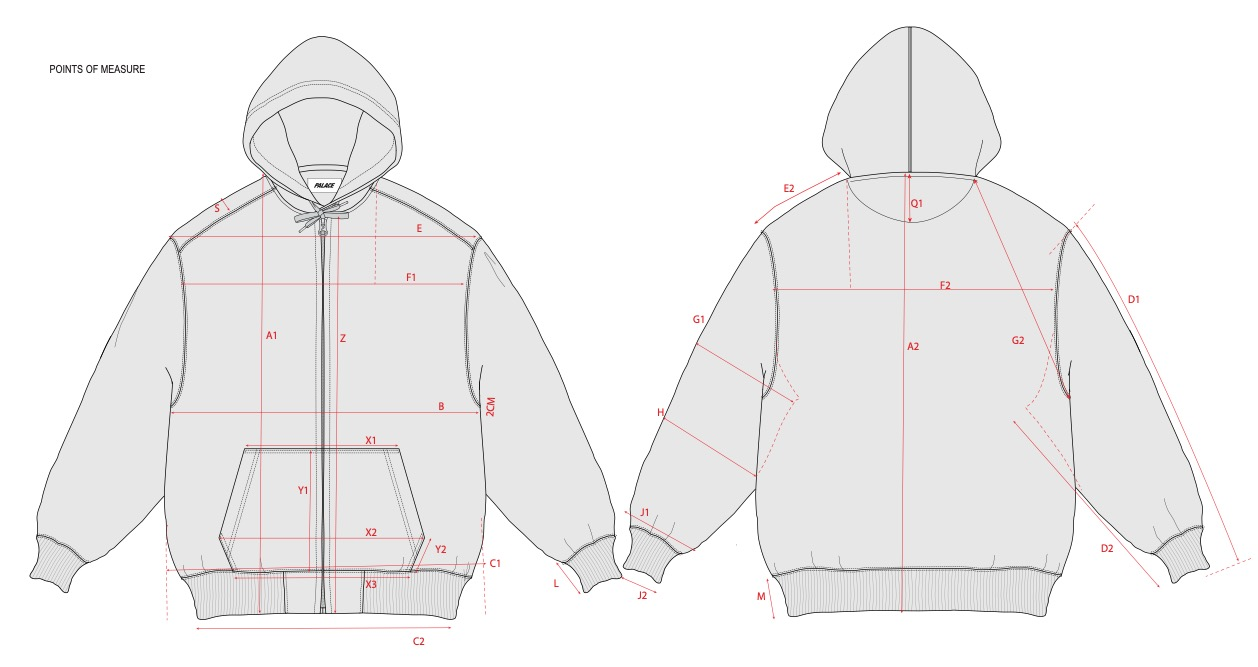 POINTS OF MEASURE
PALACE
S
E
F1
A1
Z
B
2CM
X1
Y1
X2
Y2
C1
X3
C2
L
E2
Q1
F2
D1
G1
G2
A2
H
J1
D2
J2
M